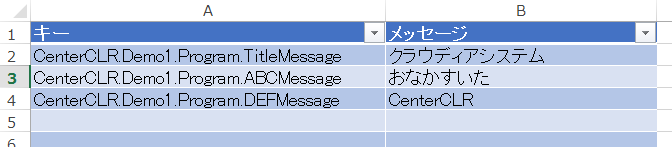 A B
1 キー メッセージ
2 CenterCLR.Demo1.Program.TitleMessage クラウディアシステム
3 CenterCLR.Demo1.Program.ABCMessage おなかすいた
4 CenterCLR.Demo1.Program.DEFMessage CenterCLR
5
6